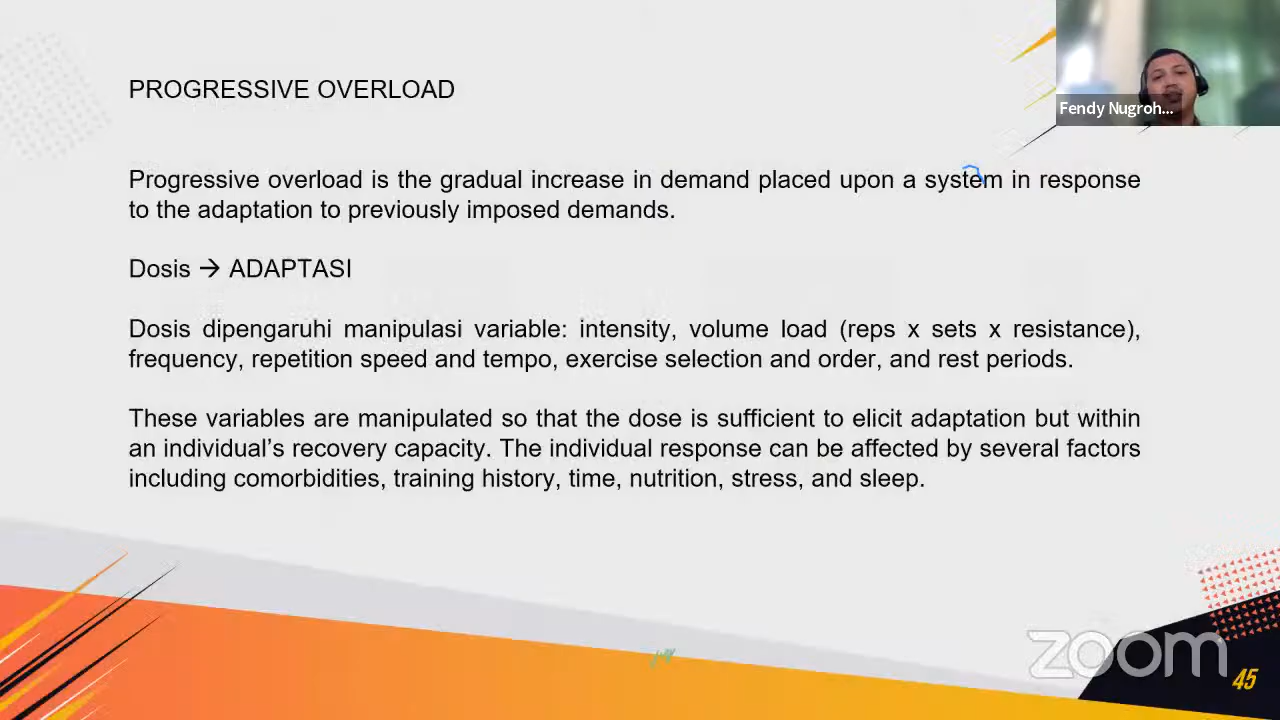 PROGRESSIVE OVERLOAD
Fendy Nugroh...
Progressive overload is the gradual increase in demand placed upon a system in response
to the adaptation to previously imposed demands.
Dosis → ADAPTASI
Dosis dipengaruhi manipulasi variable: intensity, volume load (reps x sets x resistance),
frequency, repetition speed and tempo, exercise selection and order, and rest periods.
These variables are manipulated so that the dose is sufficient to elicit adaptation but within
an individual’s recovery capacity. The individual response can be affected by several factors
including comorbidities, training history, time, nutrition, stress, and sleep.
zoom
45